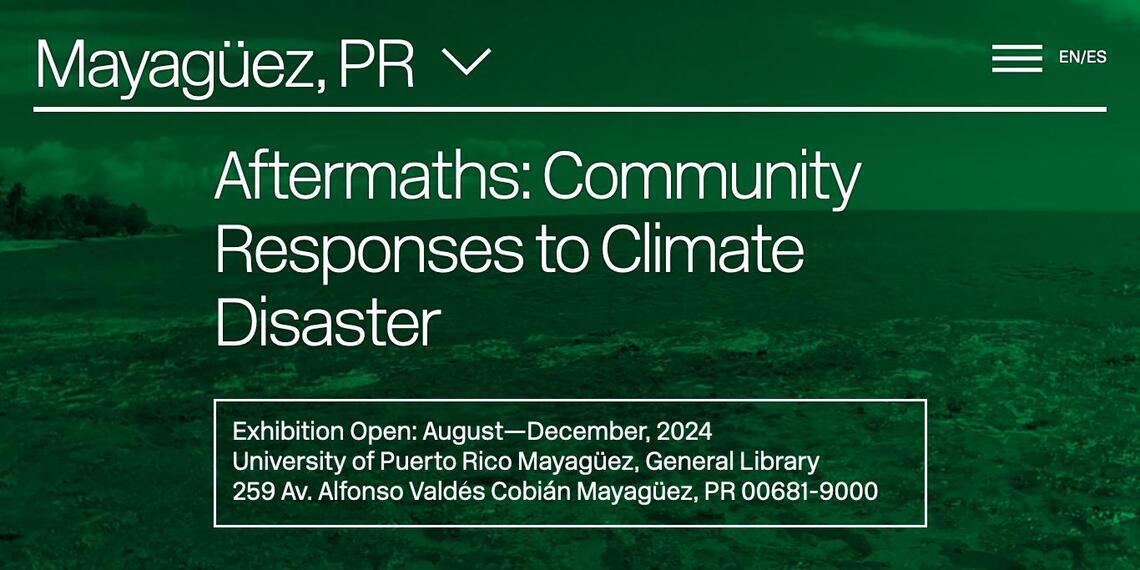 Mayagüez, PR
EN/ES
Aftermaths: Community
Responses to Climate
Disaster
Exhibition Open: August—December, 2024
University of Puerto Rico Mayagüez, General Library
259 Av. Alfonso Valdés Cobián Mayagüez, PR 00681-9000